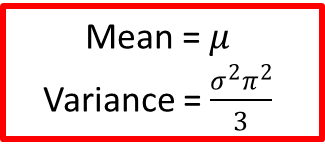 Mean = μ
Variance = σ²π²/3